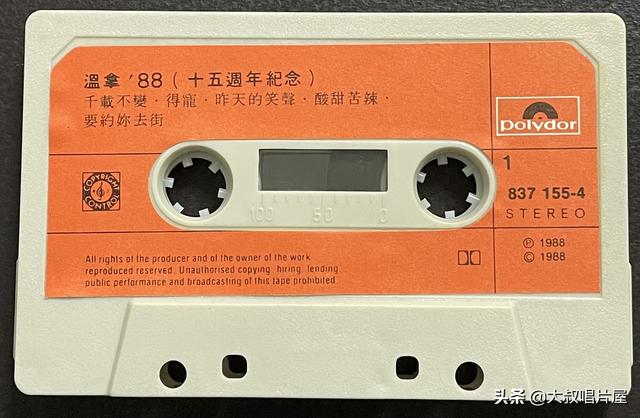 溫拿 '88（十五週年紀念）
千載不變．得寵．昨天的笑聲．酸甜苦辣．
要約妳去街
polydor
1
837 155-4
STEREO
COPYRIGHT
CONTROL
100 50 0
All rights of the producer and of the owner of the work
reproduced reserved. Unauthorised copying hiring lending
public performance and broadcasting of this tape prohibited.
Ⓟ 1988
© 1988
头条 @大叔唱片屋